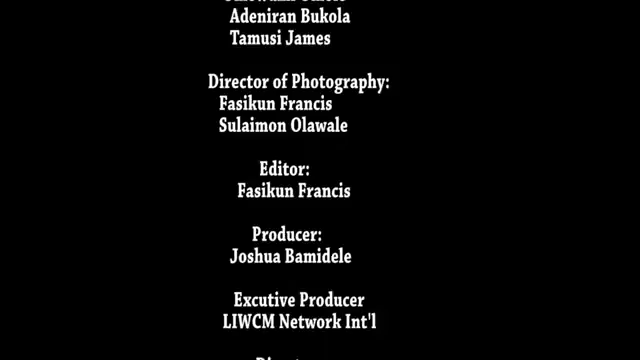 Adeniran Bukola
Tamusi James
Director of Photography:
Fasikun Francis
Sulaimon Olawale
Editor:
Fasikun Francis
Producer:
Joshua Bamidele
Excutive Producer
LIWCM Network Int'l